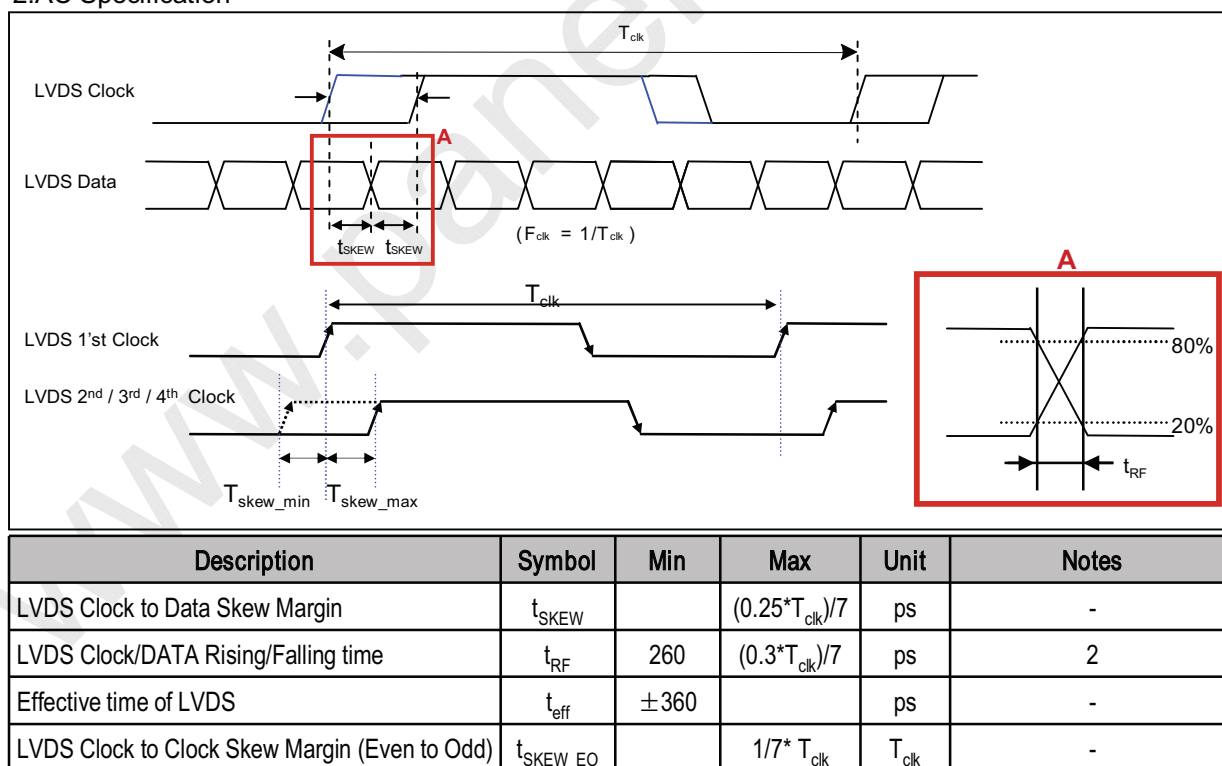 2.AC Specification
Tclk
LVDS Clock
A
LVDS Data
tSKEW tSKEW
( Fclk = 1/Tclk )
A
Tclk
LVDS 1'st Clock
80%
LVDS 2nd / 3rd / 4th Clock
20%
tRF
Tskew_min Tskew_max
Description Symbol Min Max Unit Notes
LVDS Clock to Data Skew Margin tSKEW (0.25*Tclk)/7 ps -
LVDS Clock/DATA Rising/Falling time tRF 260 (0.3*Tclk)/7 ps 2
Effective time of LVDS teff ±360 ps -
LVDS Clock to Clock Skew Margin (Even to Odd) tSKEW_EO 1/7* Tclk Tclk -
www.pane